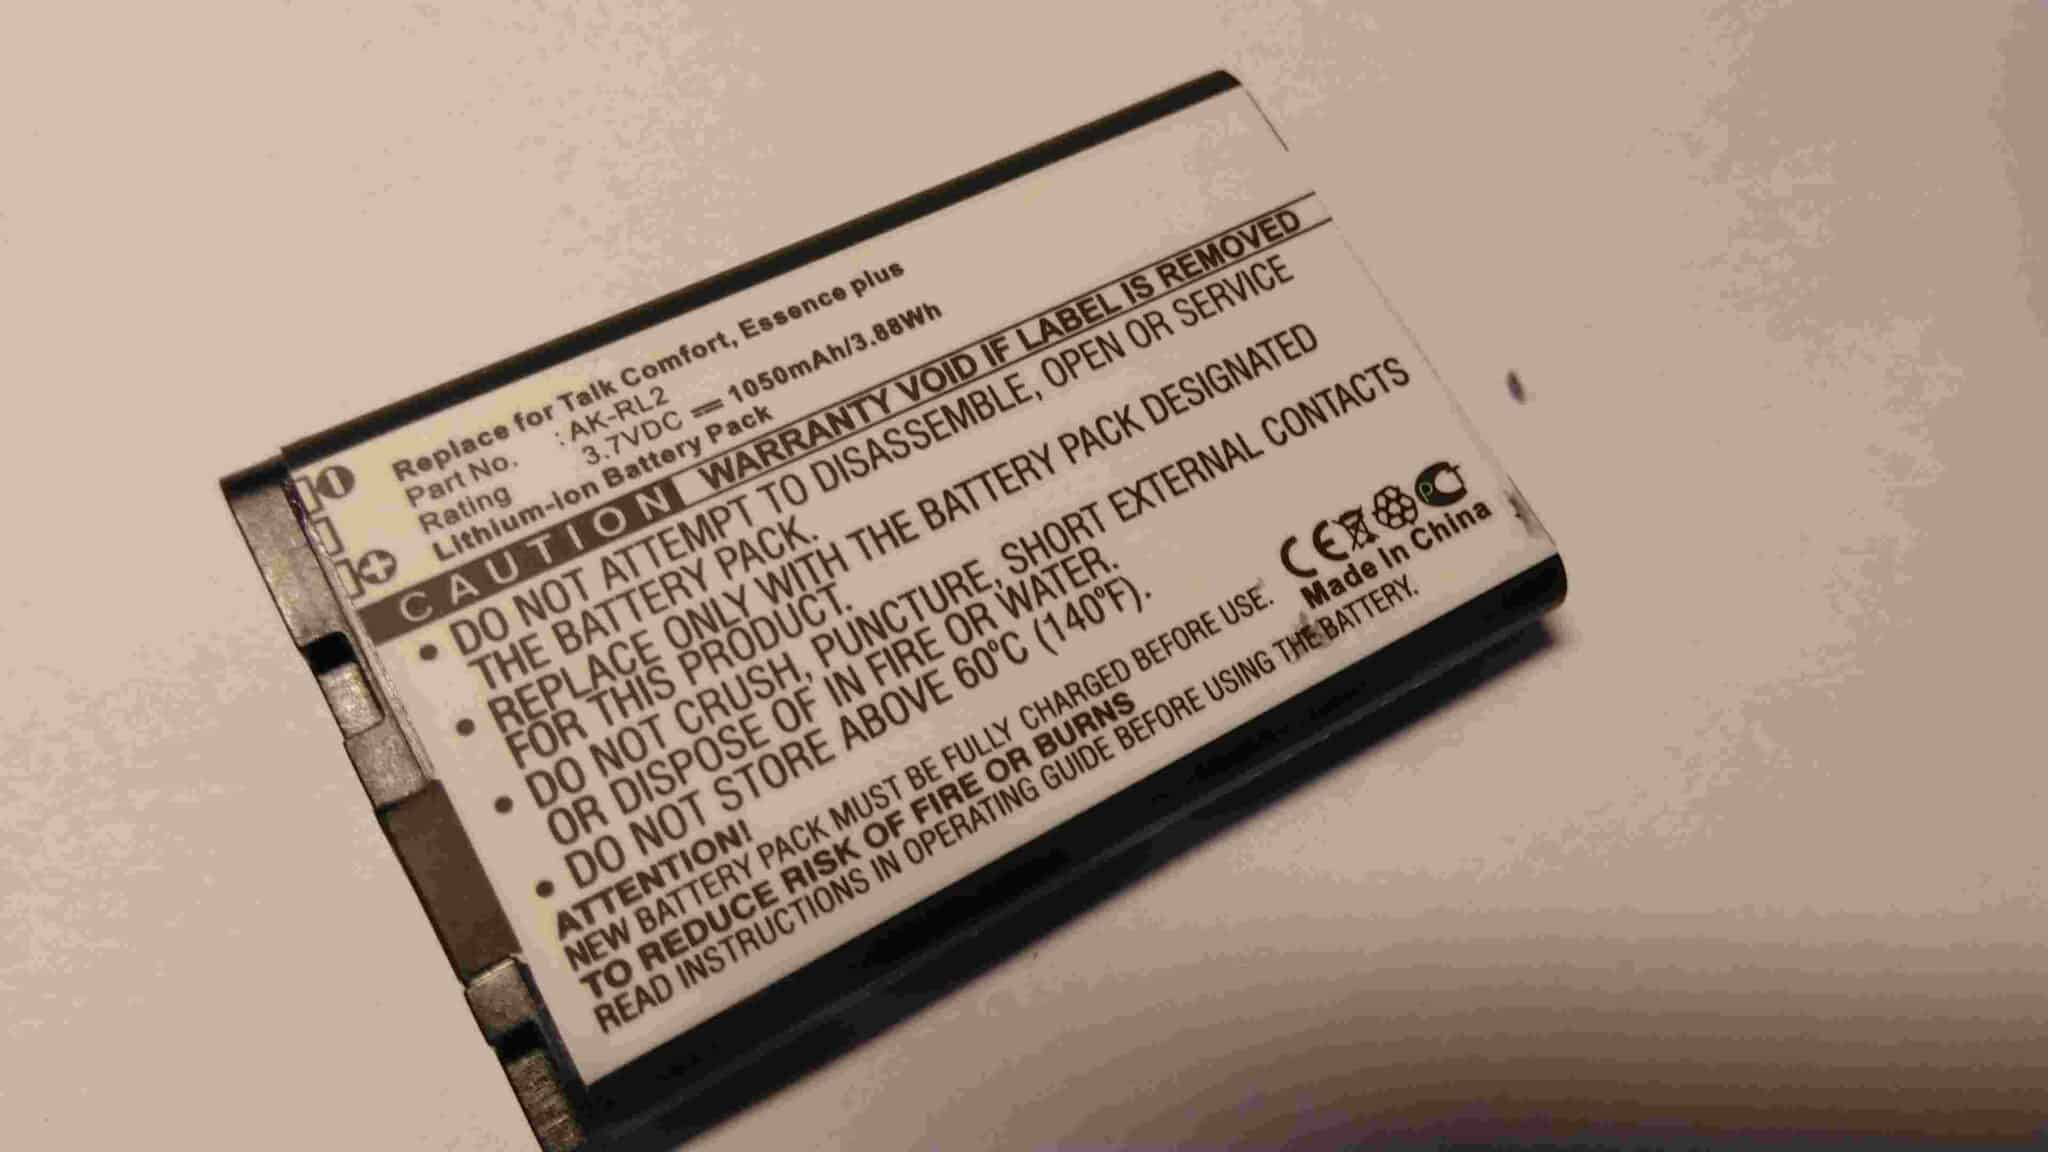 Replace for Talk Comfort, Essence plus
Part No. : AK-RL2
Rating 3.7VDC ⎓ 1050mAh/3.88Wh
Lithium-Ion Battery Pack
CAUTION WARRANTY VOID IF LABEL IS REMOVED
• DO NOT ATTEMPT TO DISASSEMBLE, OPEN OR SERVICE
THE BATTERY PACK.
• REPLACE ONLY WITH THE BATTERY PACK DESIGNATED
FOR THIS PRODUCT.
• DO NOT CRUSH, PUNCTURE, SHORT EXTERNAL CONTACTS
OR DISPOSE OF IN FIRE OR WATER.
• DO NOT STORE ABOVE 60ºC (140ºF).
ATTENTION!
NEW BATTERY PACK MUST BE FULLY CHARGED BEFORE USE.
TO REDUCE RISK OF FIRE OR BURNS
READ INSTRUCTIONS IN OPERATING GUIDE BEFORE USING THE BATTERY.
CE
Made In China